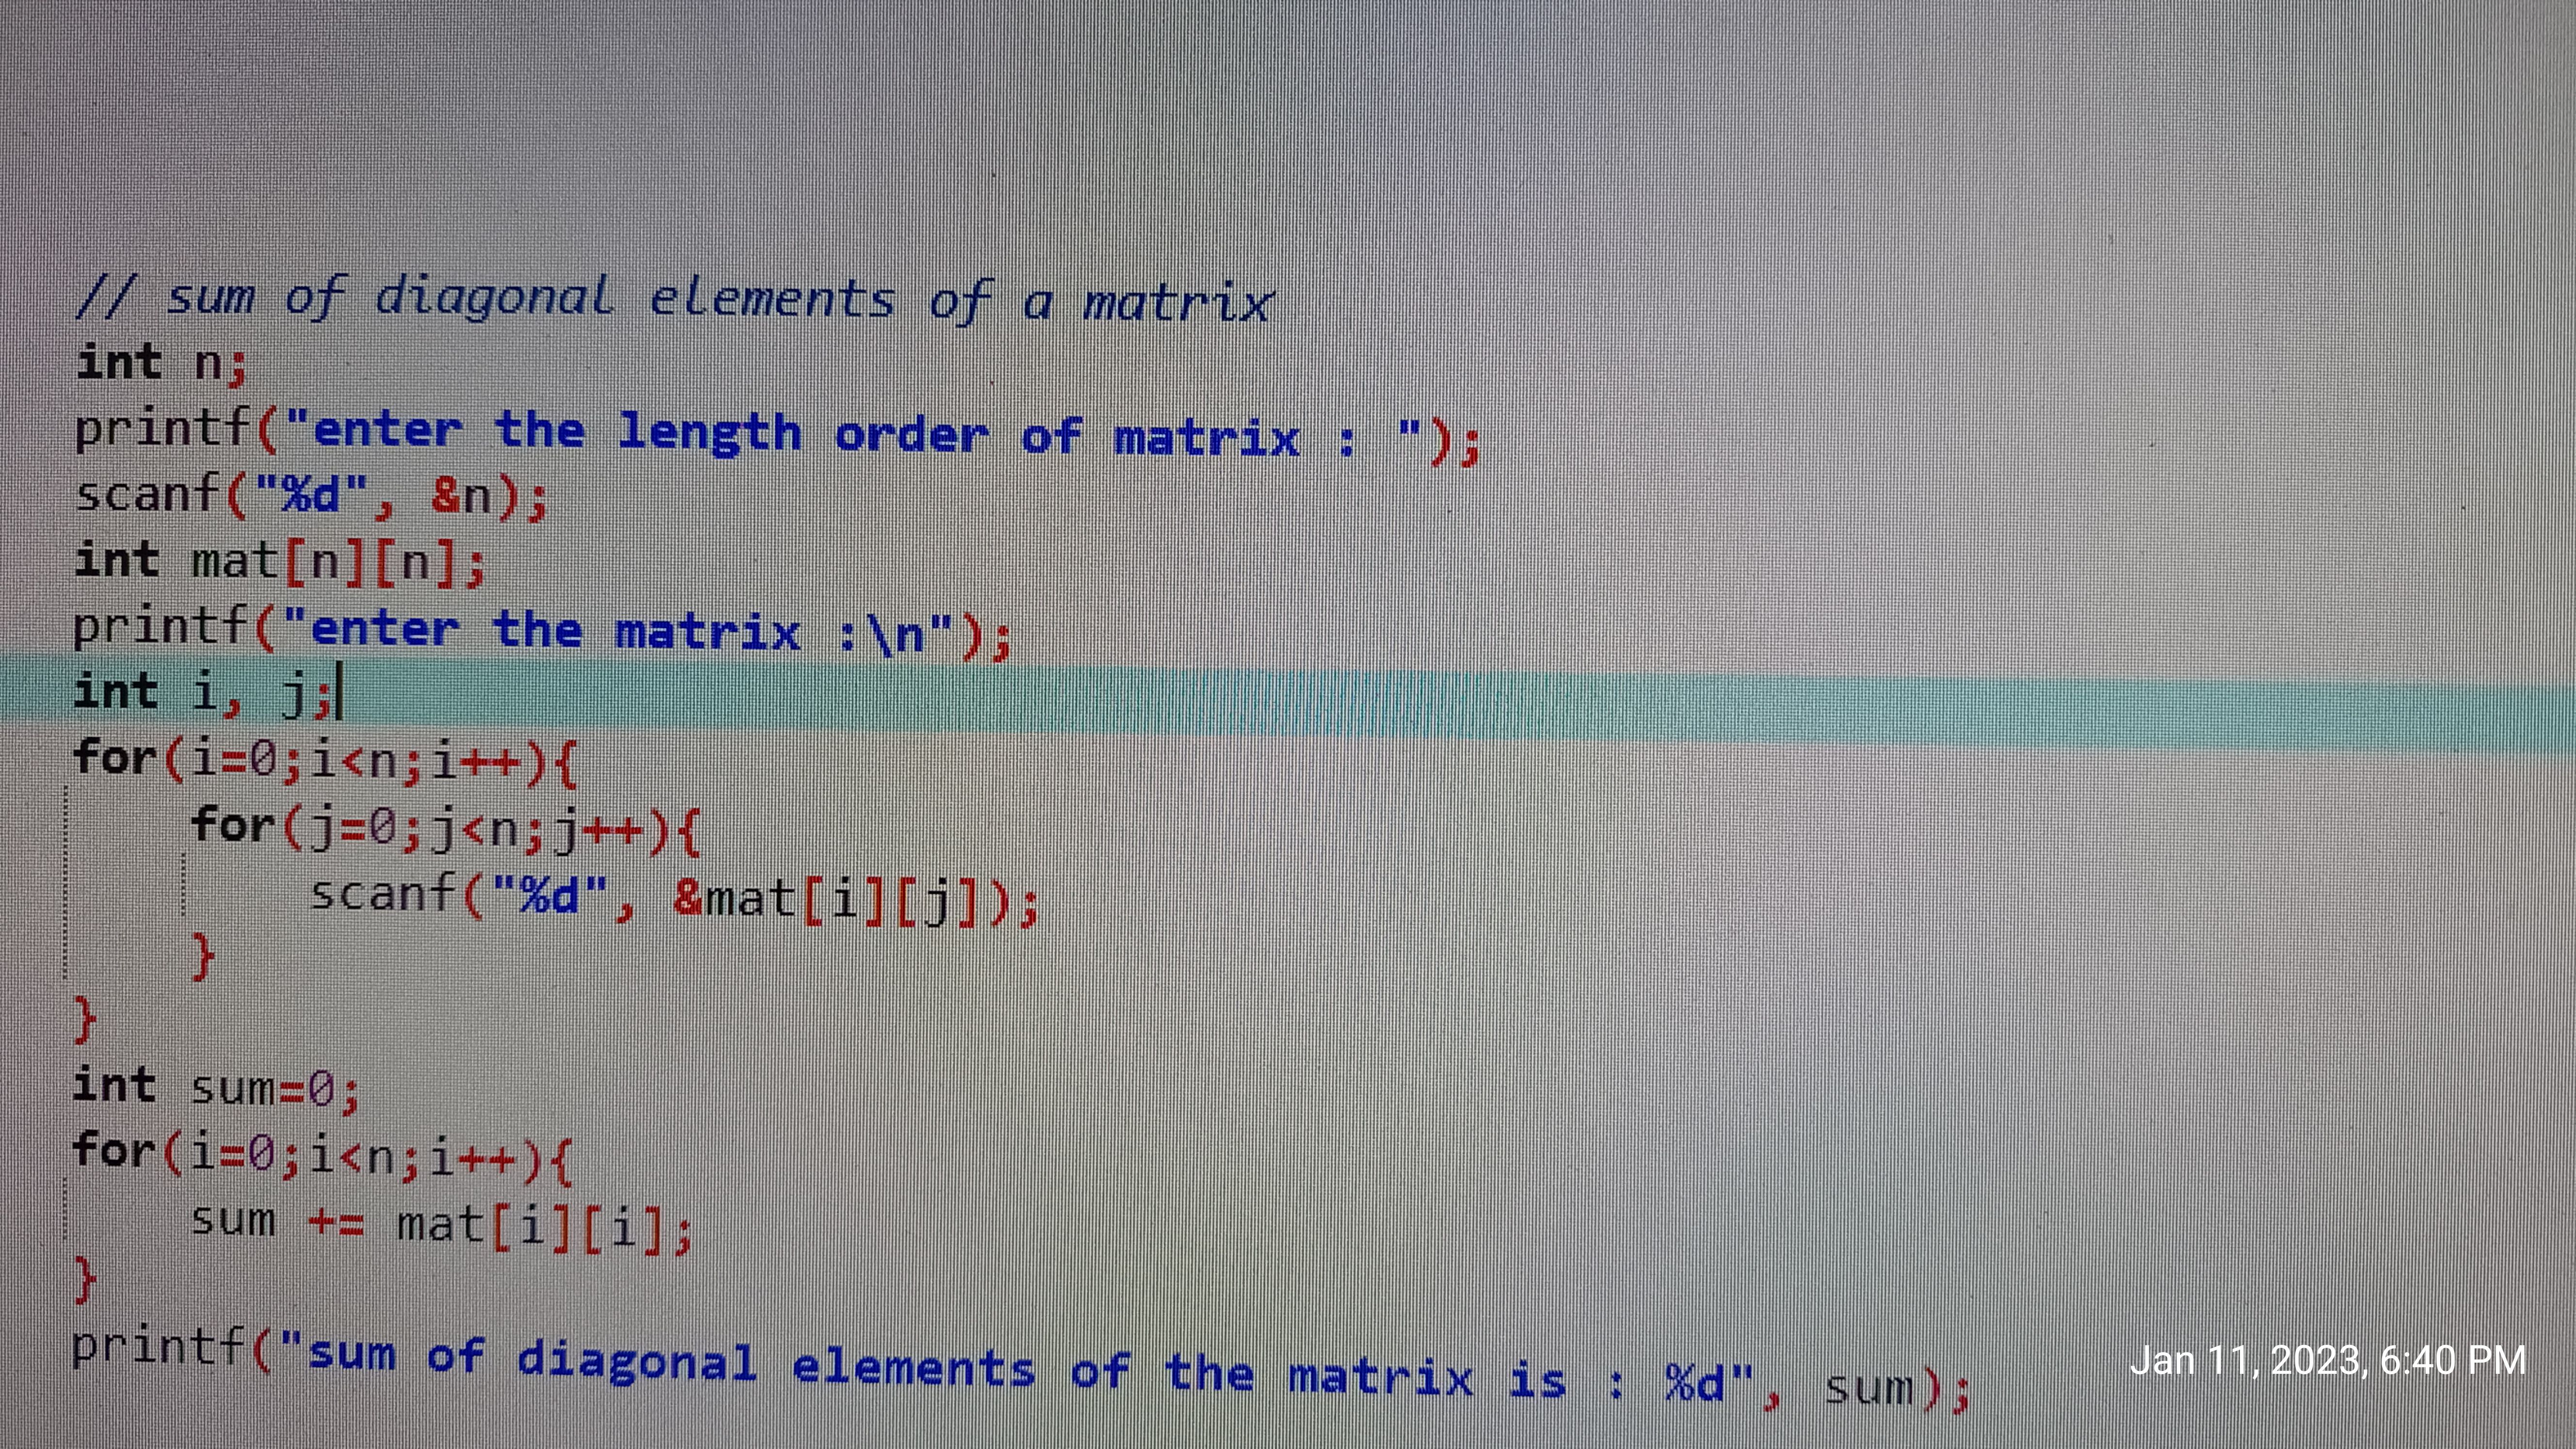 // sum of diagonal elements of a matrix
int n;
printf("enter the length order of matrix : ");
scanf("%d", &n);
int mat[n][n];
printf("enter the matrix :\n");
int i, j;
for(i=0;i<n;i++){
    for(j=0;j<n;j++){
        scanf("%d", &mat[i][j]);
    }
}
int sum=0;
for(i=0;i<n;i++){
    sum += mat[i][i];
}
printf("sum of diagonal elements of the matrix is : %d", sum);
Jan 11, 2023, 6:40 PM